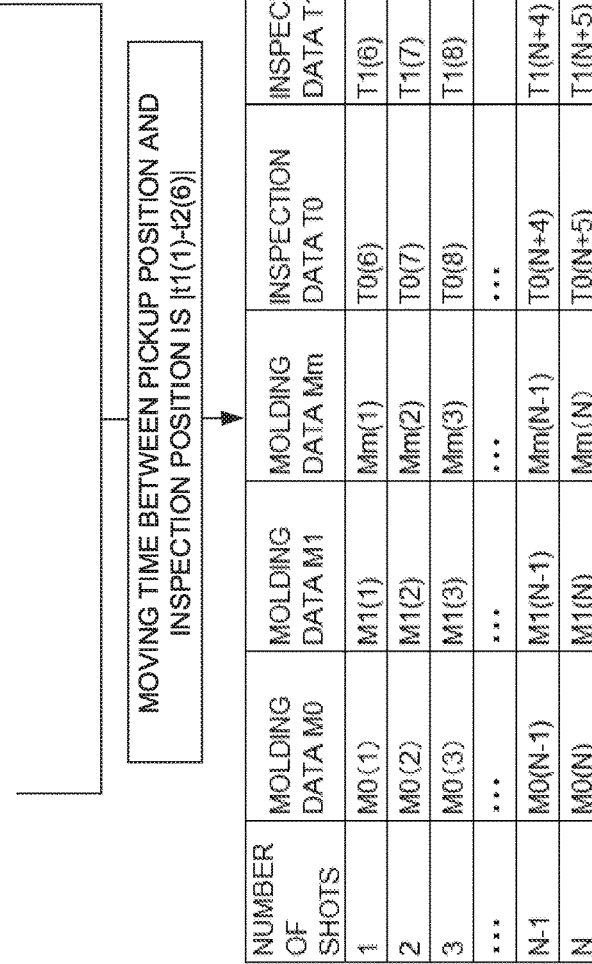 MOVING TIME BETWEEN PICKUP POSITION AND
INSPECTION POSITION IS |t1(1)-t2(6)|
NUMBER
OF
SHOTS
MOLDING
DATA M0
MOLDING
DATA M1
MOLDING
DATA Mm
INSPECTION
DATA T0
INSPEC
DATA T1
1 M0(1) M1(1) Mm(1) T0(6) T1(6)
2 M0(2) M1(2) Mm(2) T0(7) T1(7)
3 M0(3) M1(3) Mm(3) T0(8) T1(8)
... ... ... ... ...
N-1 M0(N-1) M1(N-1) Mm(N-1) T0(N+4) T1(N+4)
N M0(N) M1(N) Mm(N) T0(N+5) T1(N+5)